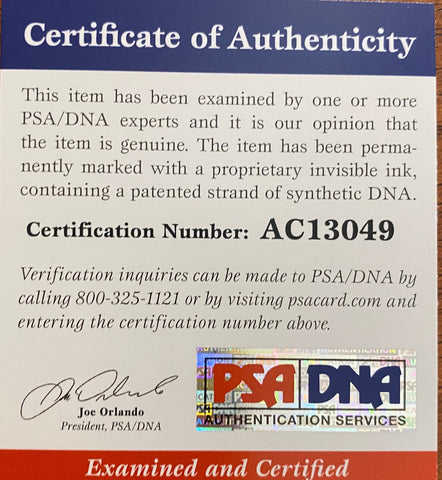 Certificate of Authenticity
This item has been examined by one or more
PSA/DNA experts and it is our opinion that
the item is genuine. The item has been perma-
nently marked with a proprietary invisible ink,
containing a patented strand of synthetic DNA.
Certification Number: AC13049
Verification inquiries can be made to PSA/DNA by
calling 800-325-1121 or by visiting psacard.com and
entering the certification number above.
Joe Orlando
President, PSA/DNA
PSA DNA
AUTHENTICATION SERVICES
Examined and Certified